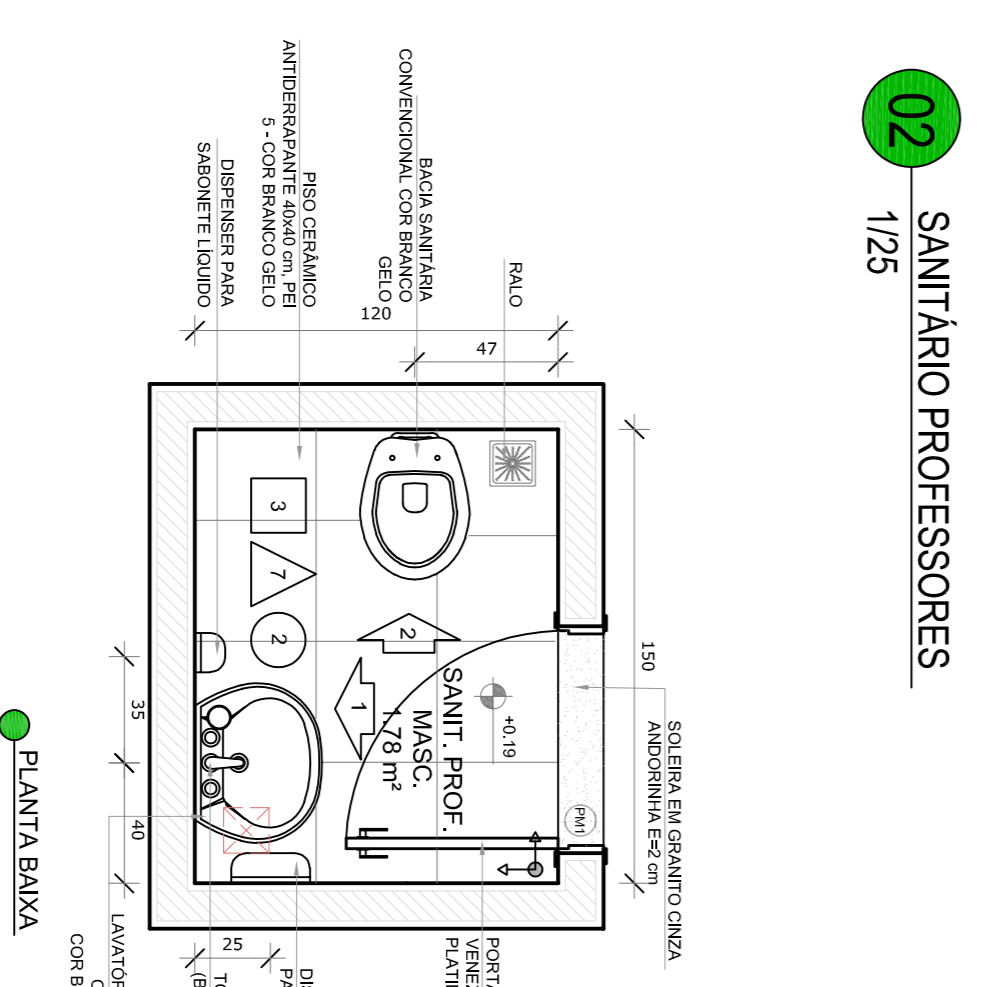 02
SANITÁRIO PROFESSORES
1/25
RALO
BACIA SANITÁRIA
CONVENCIONAL COR BRANCO
GELO
PISO CERÂMICO
ANTIDERRAPANTE 40x40 cm, PEI
5 - COR BRANCO GELO
DISPENSER PARA
SABONETE LÍQUIDO
120
47
150
SOLEIRA EM GRANITO CINZA
ANDORINHA E=2 cm
PM1
+0.19
SANIT. PROF.
MASC.
1.78 m²
3
7
2
2
1
35
40
25
COR B
PLANTA BAIXA